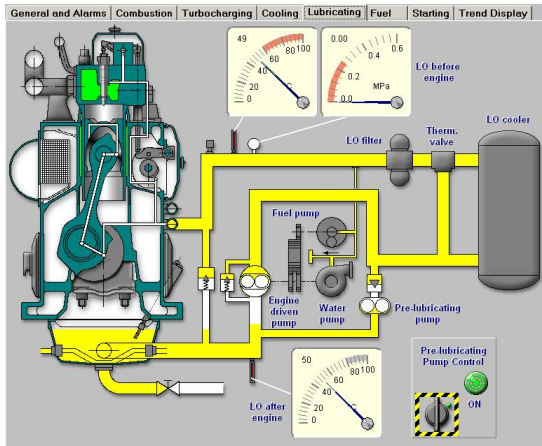 General and Alarms Combustion Turbocharging Cooling Lubricating Fuel Starting Trend Display
49
80 100
60
40
20
0
°C
0.00
0.4 0.6
0.2
0.0
MPa
LO before
engine
LO filter
Therm.
valve
LO cooler
Fuel pump
Engine
driven
pump
Water
pump
Pre-lubricating
pump
50
80 100
60
40
20
0
°C
LO after
engine
Pre-lubricating
Pump Control
ON